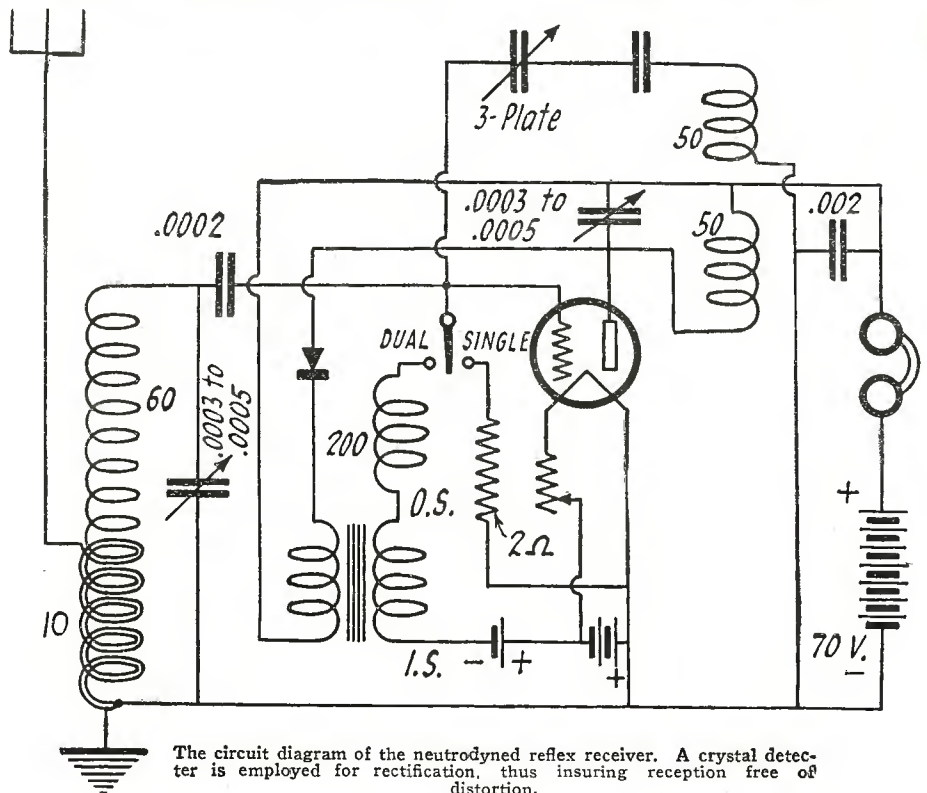 3-Plate
50
.0003 to
.0005
50
.002
.0002
DUAL
SINGLE
60
.0003 to
.0005
200
O.S.
2Ω
10
I.S.
-
+
+
+
70 V.
-
The circuit diagram of the neutrodyned reflex receiver. A crystal detec-
ter is employed for rectification, thus insuring reception free of
distortion.